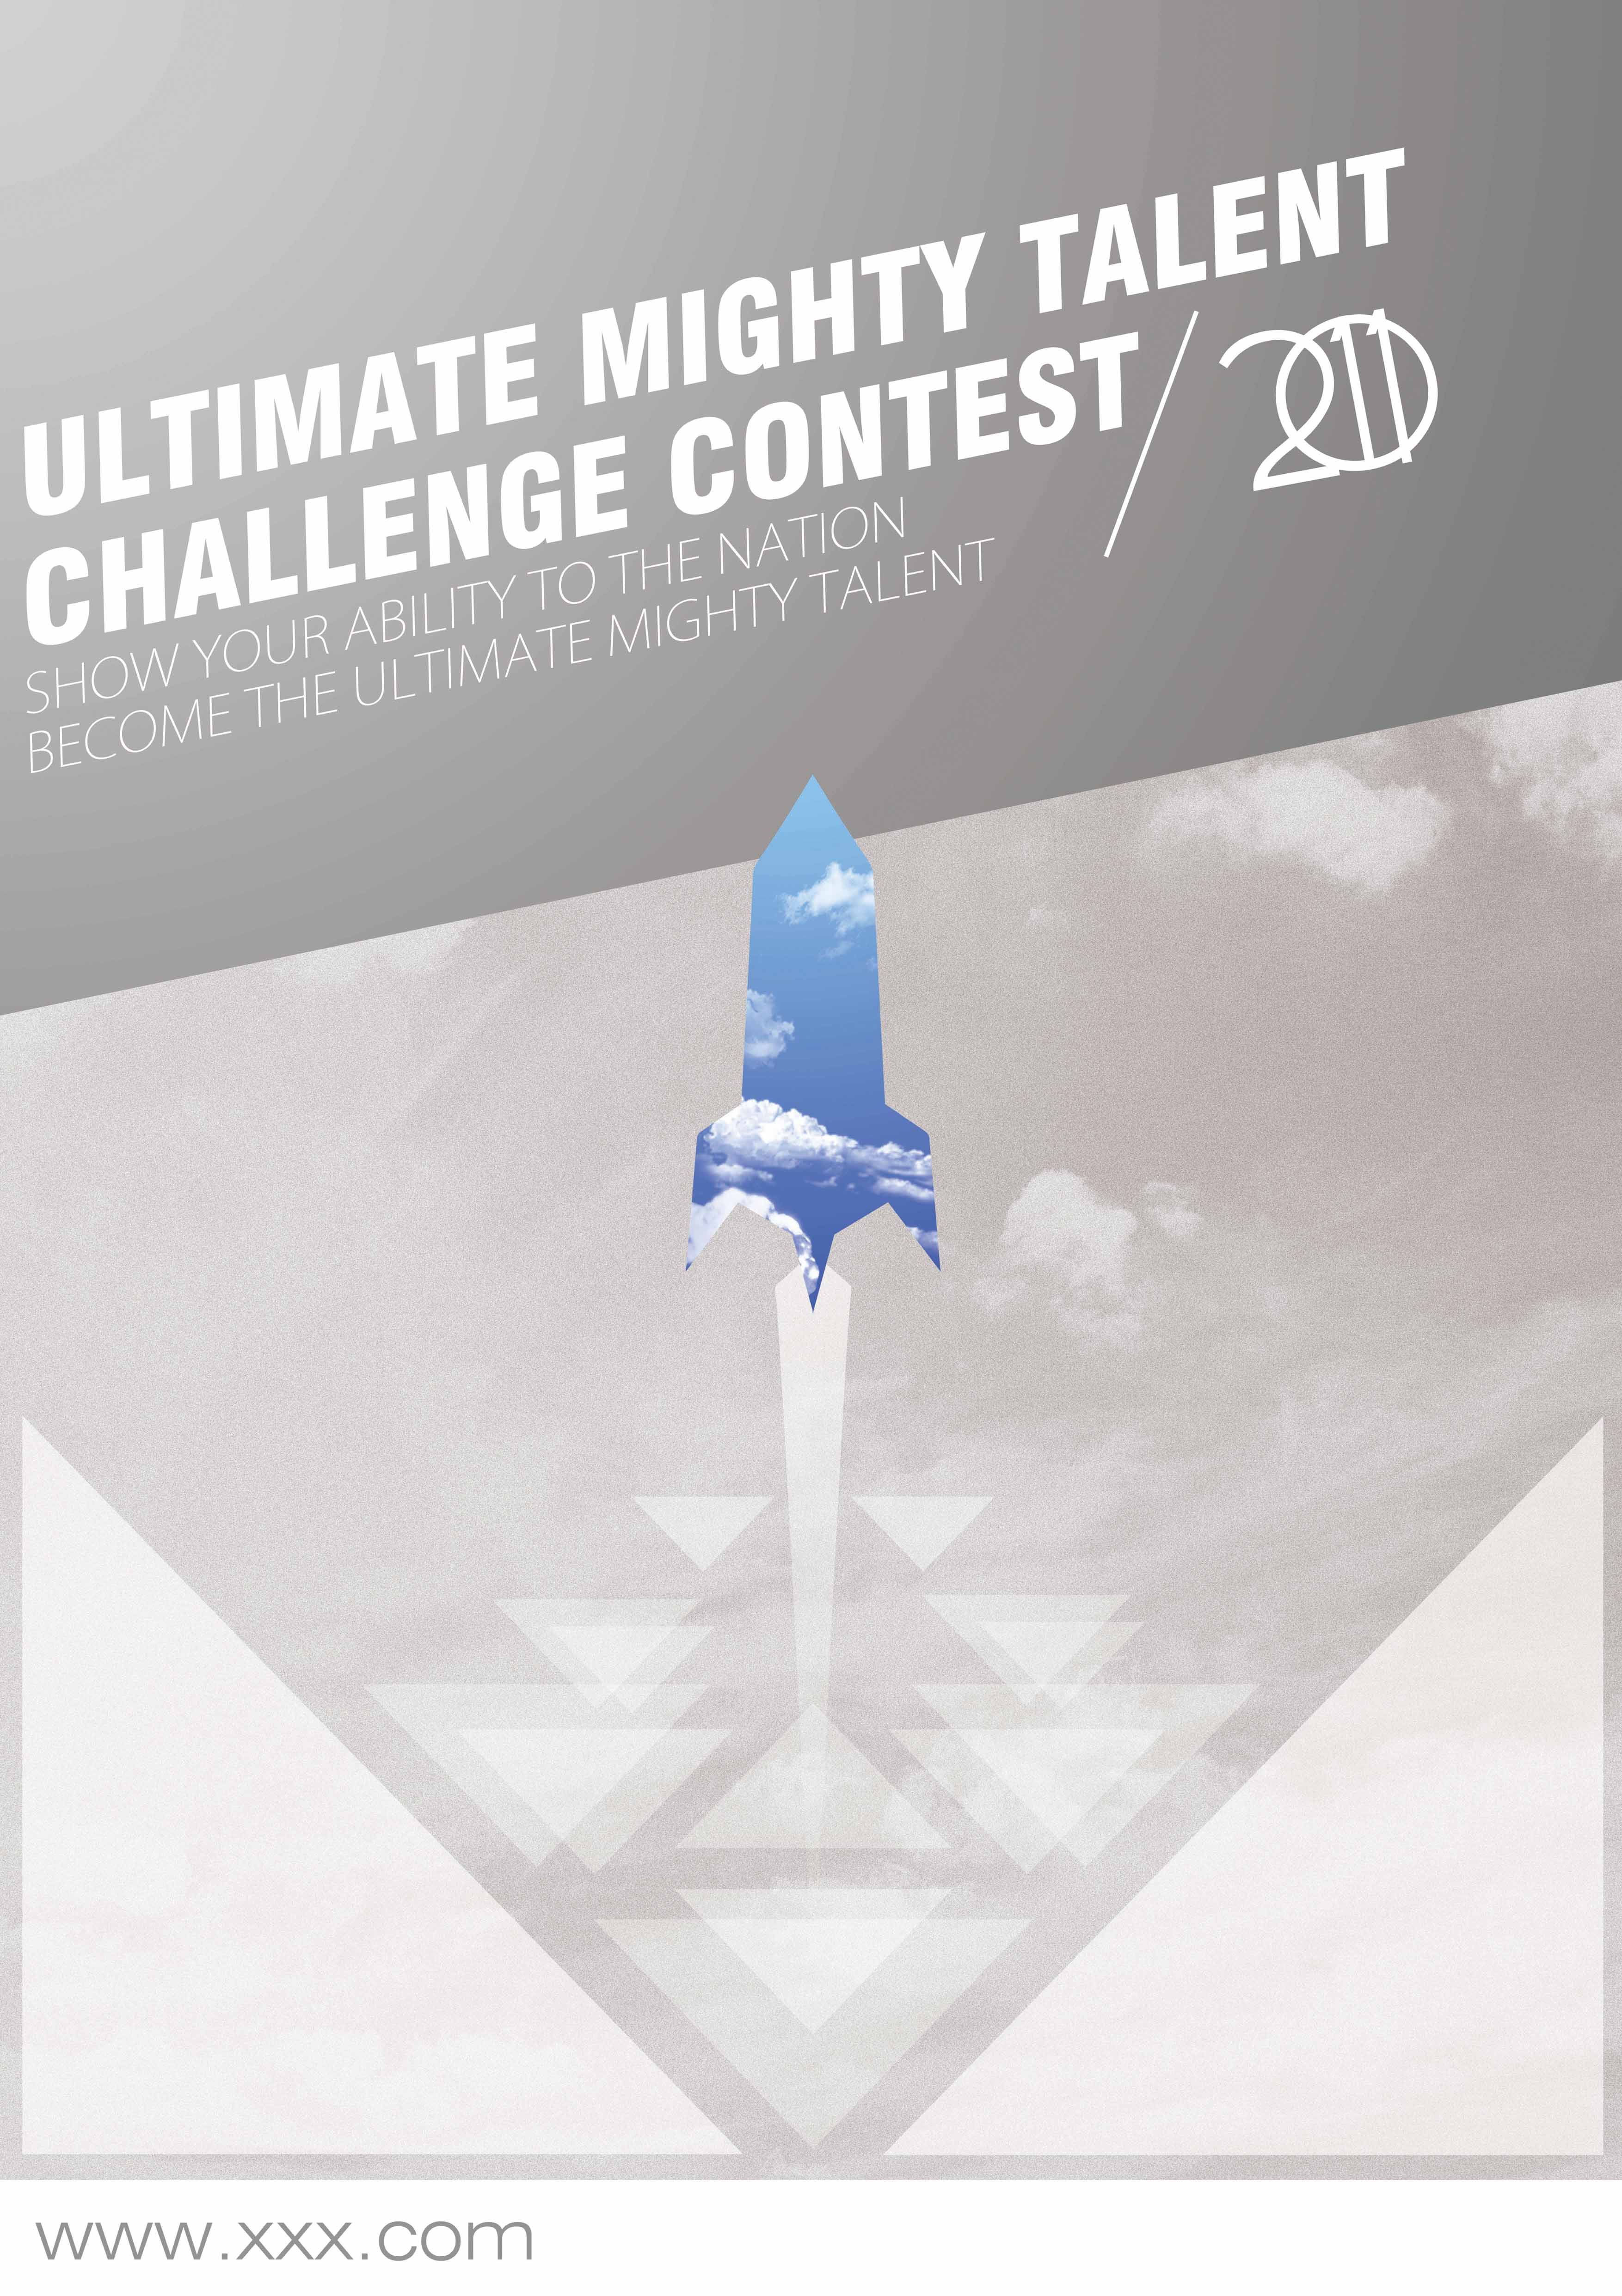 ULTIMATE MIGHTY TALENT
CHALLENGE CONTEST / 2011
SHOW YOUR ABILITY TO THE NATION
BECOME THE ULTIMATE MIGHTY TALENT
www.xxx.com